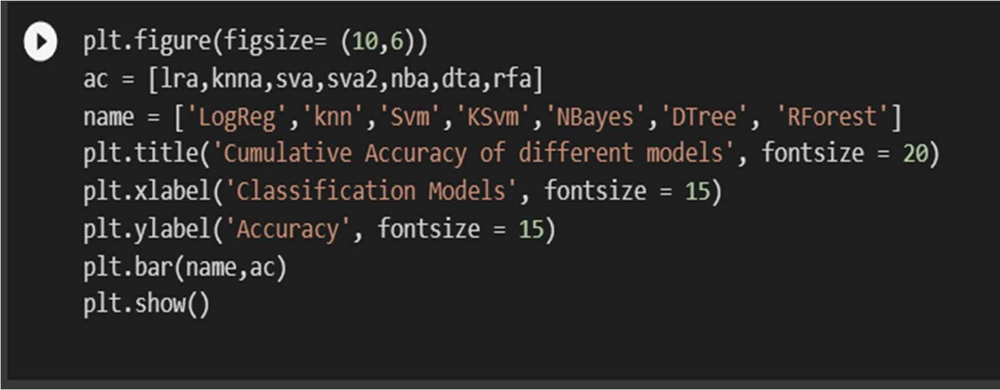 plt.figure(figsize= (10,6))
ac = [lra,knna,sva,sva2,nba,dta,rfa]
name = ['LogReg','knn','Svm','KSvm','NBayes','DTree', 'RForest']
plt.title('Cumulative Accuracy of different models', fontsize = 20)
plt.xlabel('Classification Models', fontsize = 15)
plt.ylabel('Accuracy', fontsize = 15)
plt.bar(name,ac)
plt.show()